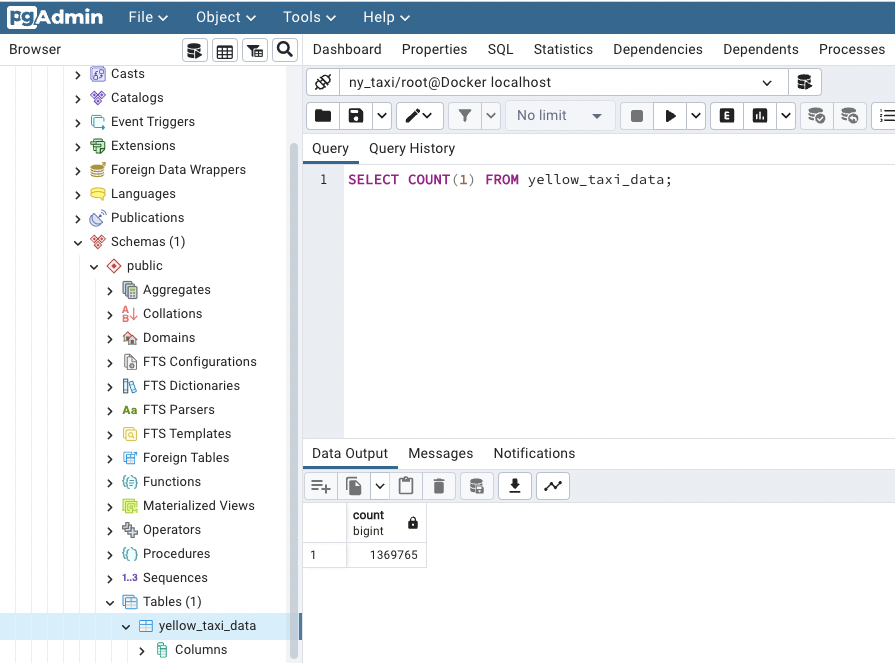 pgAdmin File Object Tools Help
Browser
Dashboard Properties SQL Statistics Dependencies Dependents Processes
Casts
Catalogs
Event Triggers
Extensions
Foreign Data Wrappers
Languages
Publications
Schemas (1)
public
Aggregates
Collations
Domains
FTS Configurations
FTS Dictionaries
Aa FTS Parsers
FTS Templates
Foreign Tables
Functions
Materialized Views
Operators
Procedures
1..3 Sequences
Tables (1)
yellow_taxi_data
Columns
ny_taxi/root@Docker localhost
No limit E
Query Query History
1 SELECT COUNT(1) FROM yellow_taxi_data;
Data Output Messages Notifications
count
bigint
1 1369765